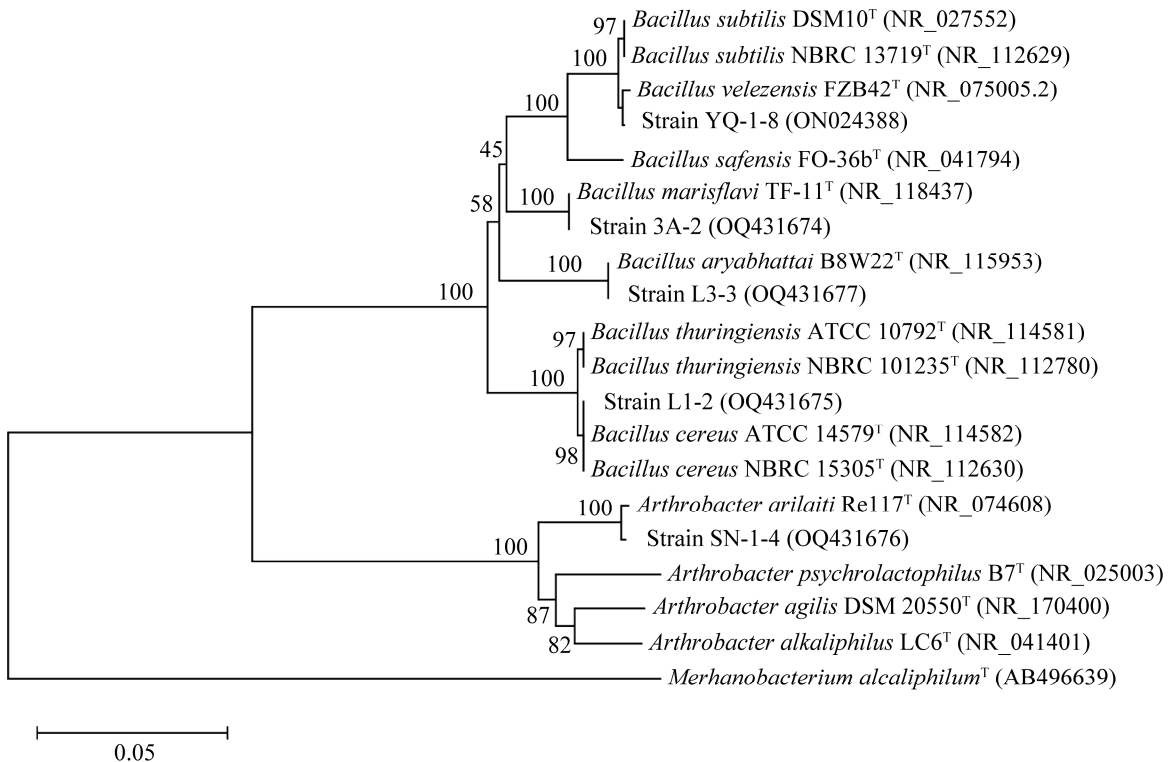 97
Bacillus subtilis DSM10ᵀ (NR_027552)
100
Bacillus subtilis NBRC 13719ᵀ (NR_112629)
Bacillus velezensis FZB42ᵀ (NR_075005.2)
100
Strain YQ-1-8 (ON024388)
45
Bacillus safensis FO-36bᵀ (NR_041794)
58
100
Bacillus marisflavi TF-11ᵀ (NR_118437)
Strain 3A-2 (OQ431674)
100
Bacillus aryabhattai B8W22ᵀ (NR_115953)
100
Strain L3-3 (OQ431677)
97
Bacillus thuringiensis ATCC 10792ᵀ (NR_114581)
Bacillus thuringiensis NBRC 101235ᵀ (NR_112780)
100
Strain L1-2 (OQ431675)
Bacillus cereus ATCC 14579ᵀ (NR_114582)
98
Bacillus cereus NBRC 15305ᵀ (NR_112630)
100
Arthrobacter arilaiti Re117ᵀ (NR_074608)
100
Strain SN-1-4 (OQ431676)
Arthrobacter psychrolactophilus B7ᵀ (NR_025003)
87
Arthrobacter agilis DSM 20550ᵀ (NR_170400)
82
Arthrobacter alkaliphilus LC6ᵀ (NR_041401)
Merhanobacterium alcaliphilumᵀ (AB496639)
0.05